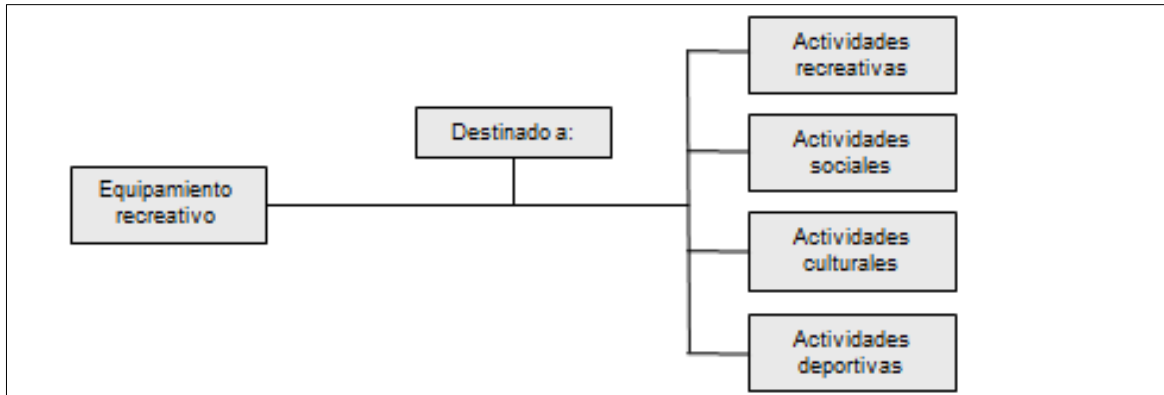 Equipamiento
recreativo
Destinado a:
Actividades
recreativas
Actividades
sociales
Actividades
culturales
Actividades
deportivas